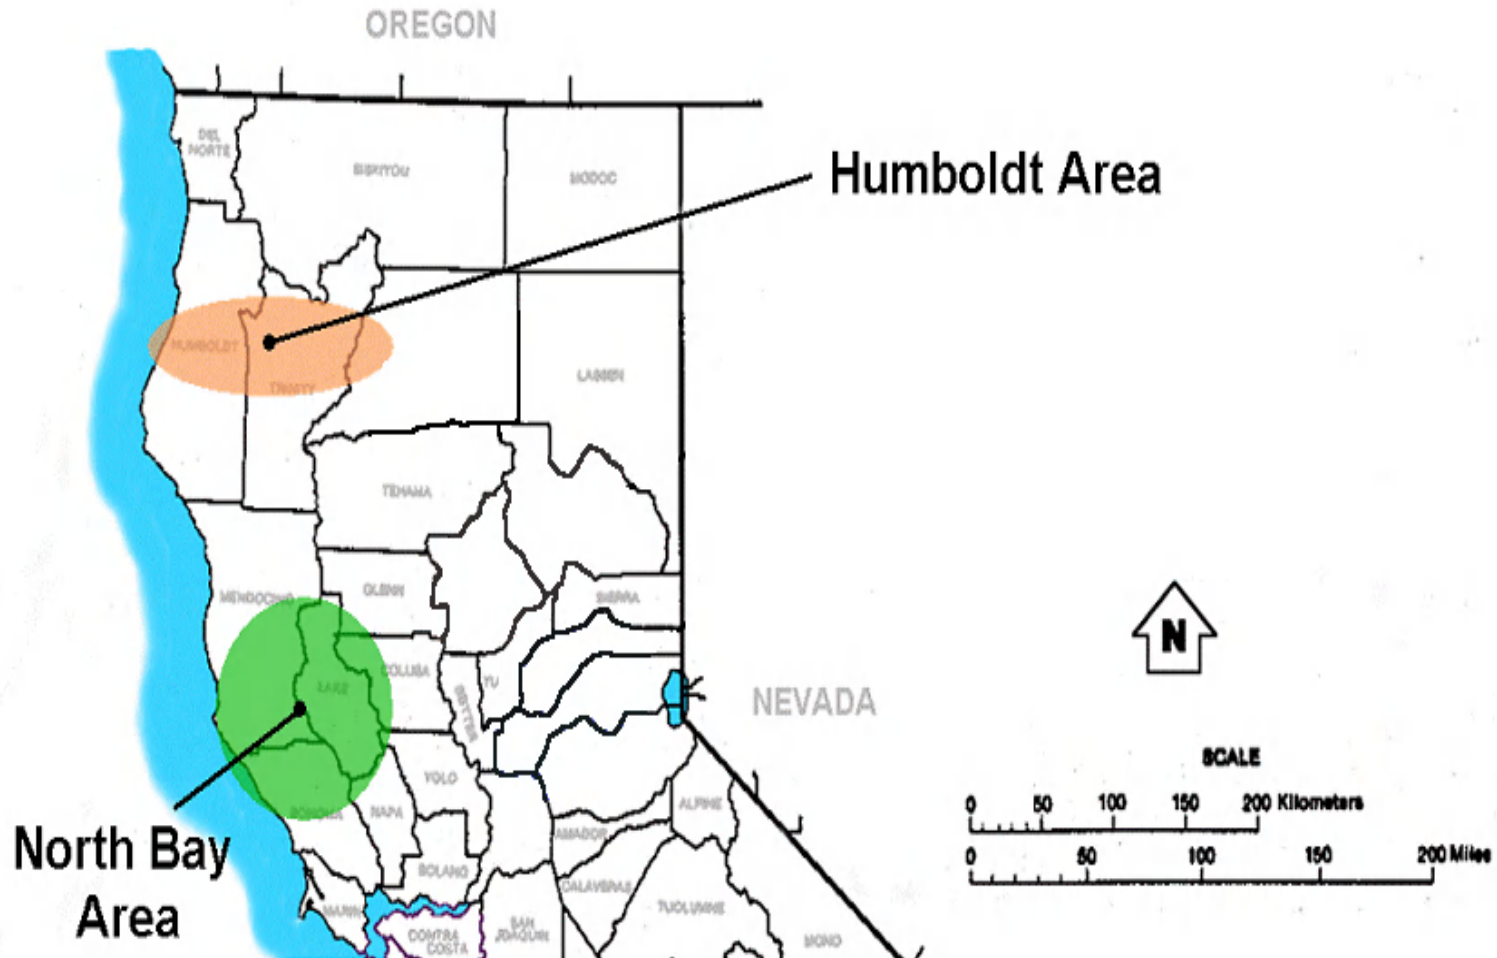 OREGON
DEL
NORTE
SISKIYOU
MODOC
Humboldt Area
HUMBOLDT
TRINITY
LASSEN
TEHAMA
MENDOCINO
GLENN
SIERRA
COLUSA
LAKE
YU
SUTTER
NEVADA
N
SCALE
0 50 100 150 200 Kilometers
0 50 100 150 200 Miles
YOLO
SONOMA
NAPA
ALPINE
AMADOR
North Bay
Area
SOLANO
CALAVERAS
MARIN
TUOLUMNE
CONTRA
COSTA
SAN
JOAQUIN
MONO